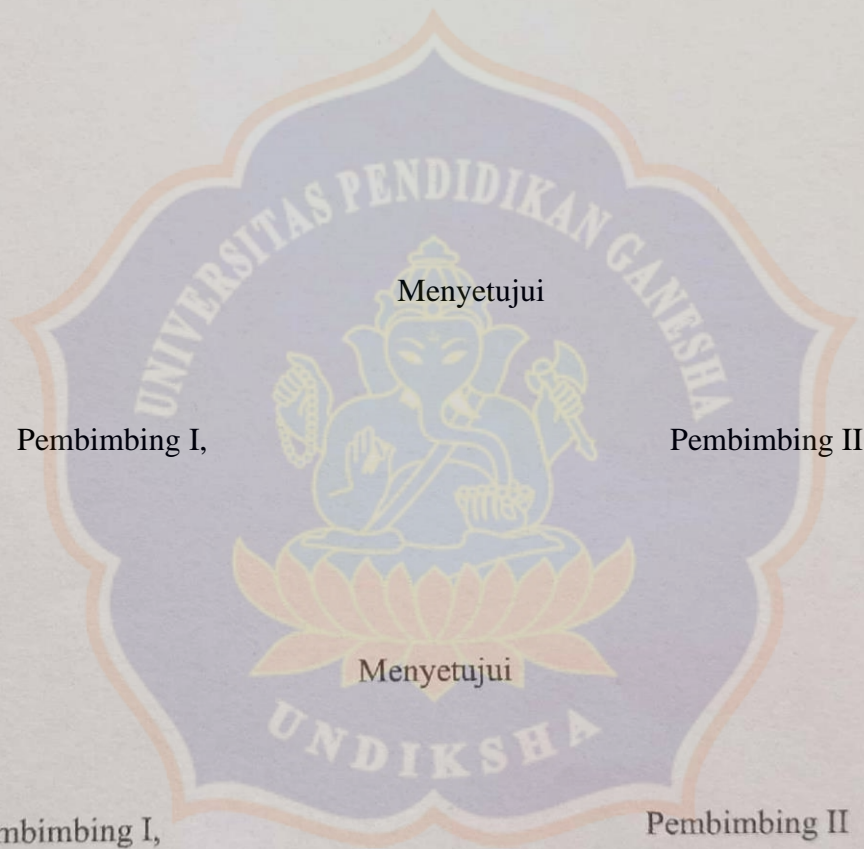 UNIVERSITAS PENDIDIKAN GANESHA
Menyetujui
Pembimbing I,
Pembimbing II
Menyetujui
UNDIKSHA
mbimbing I,
Pembimbing II